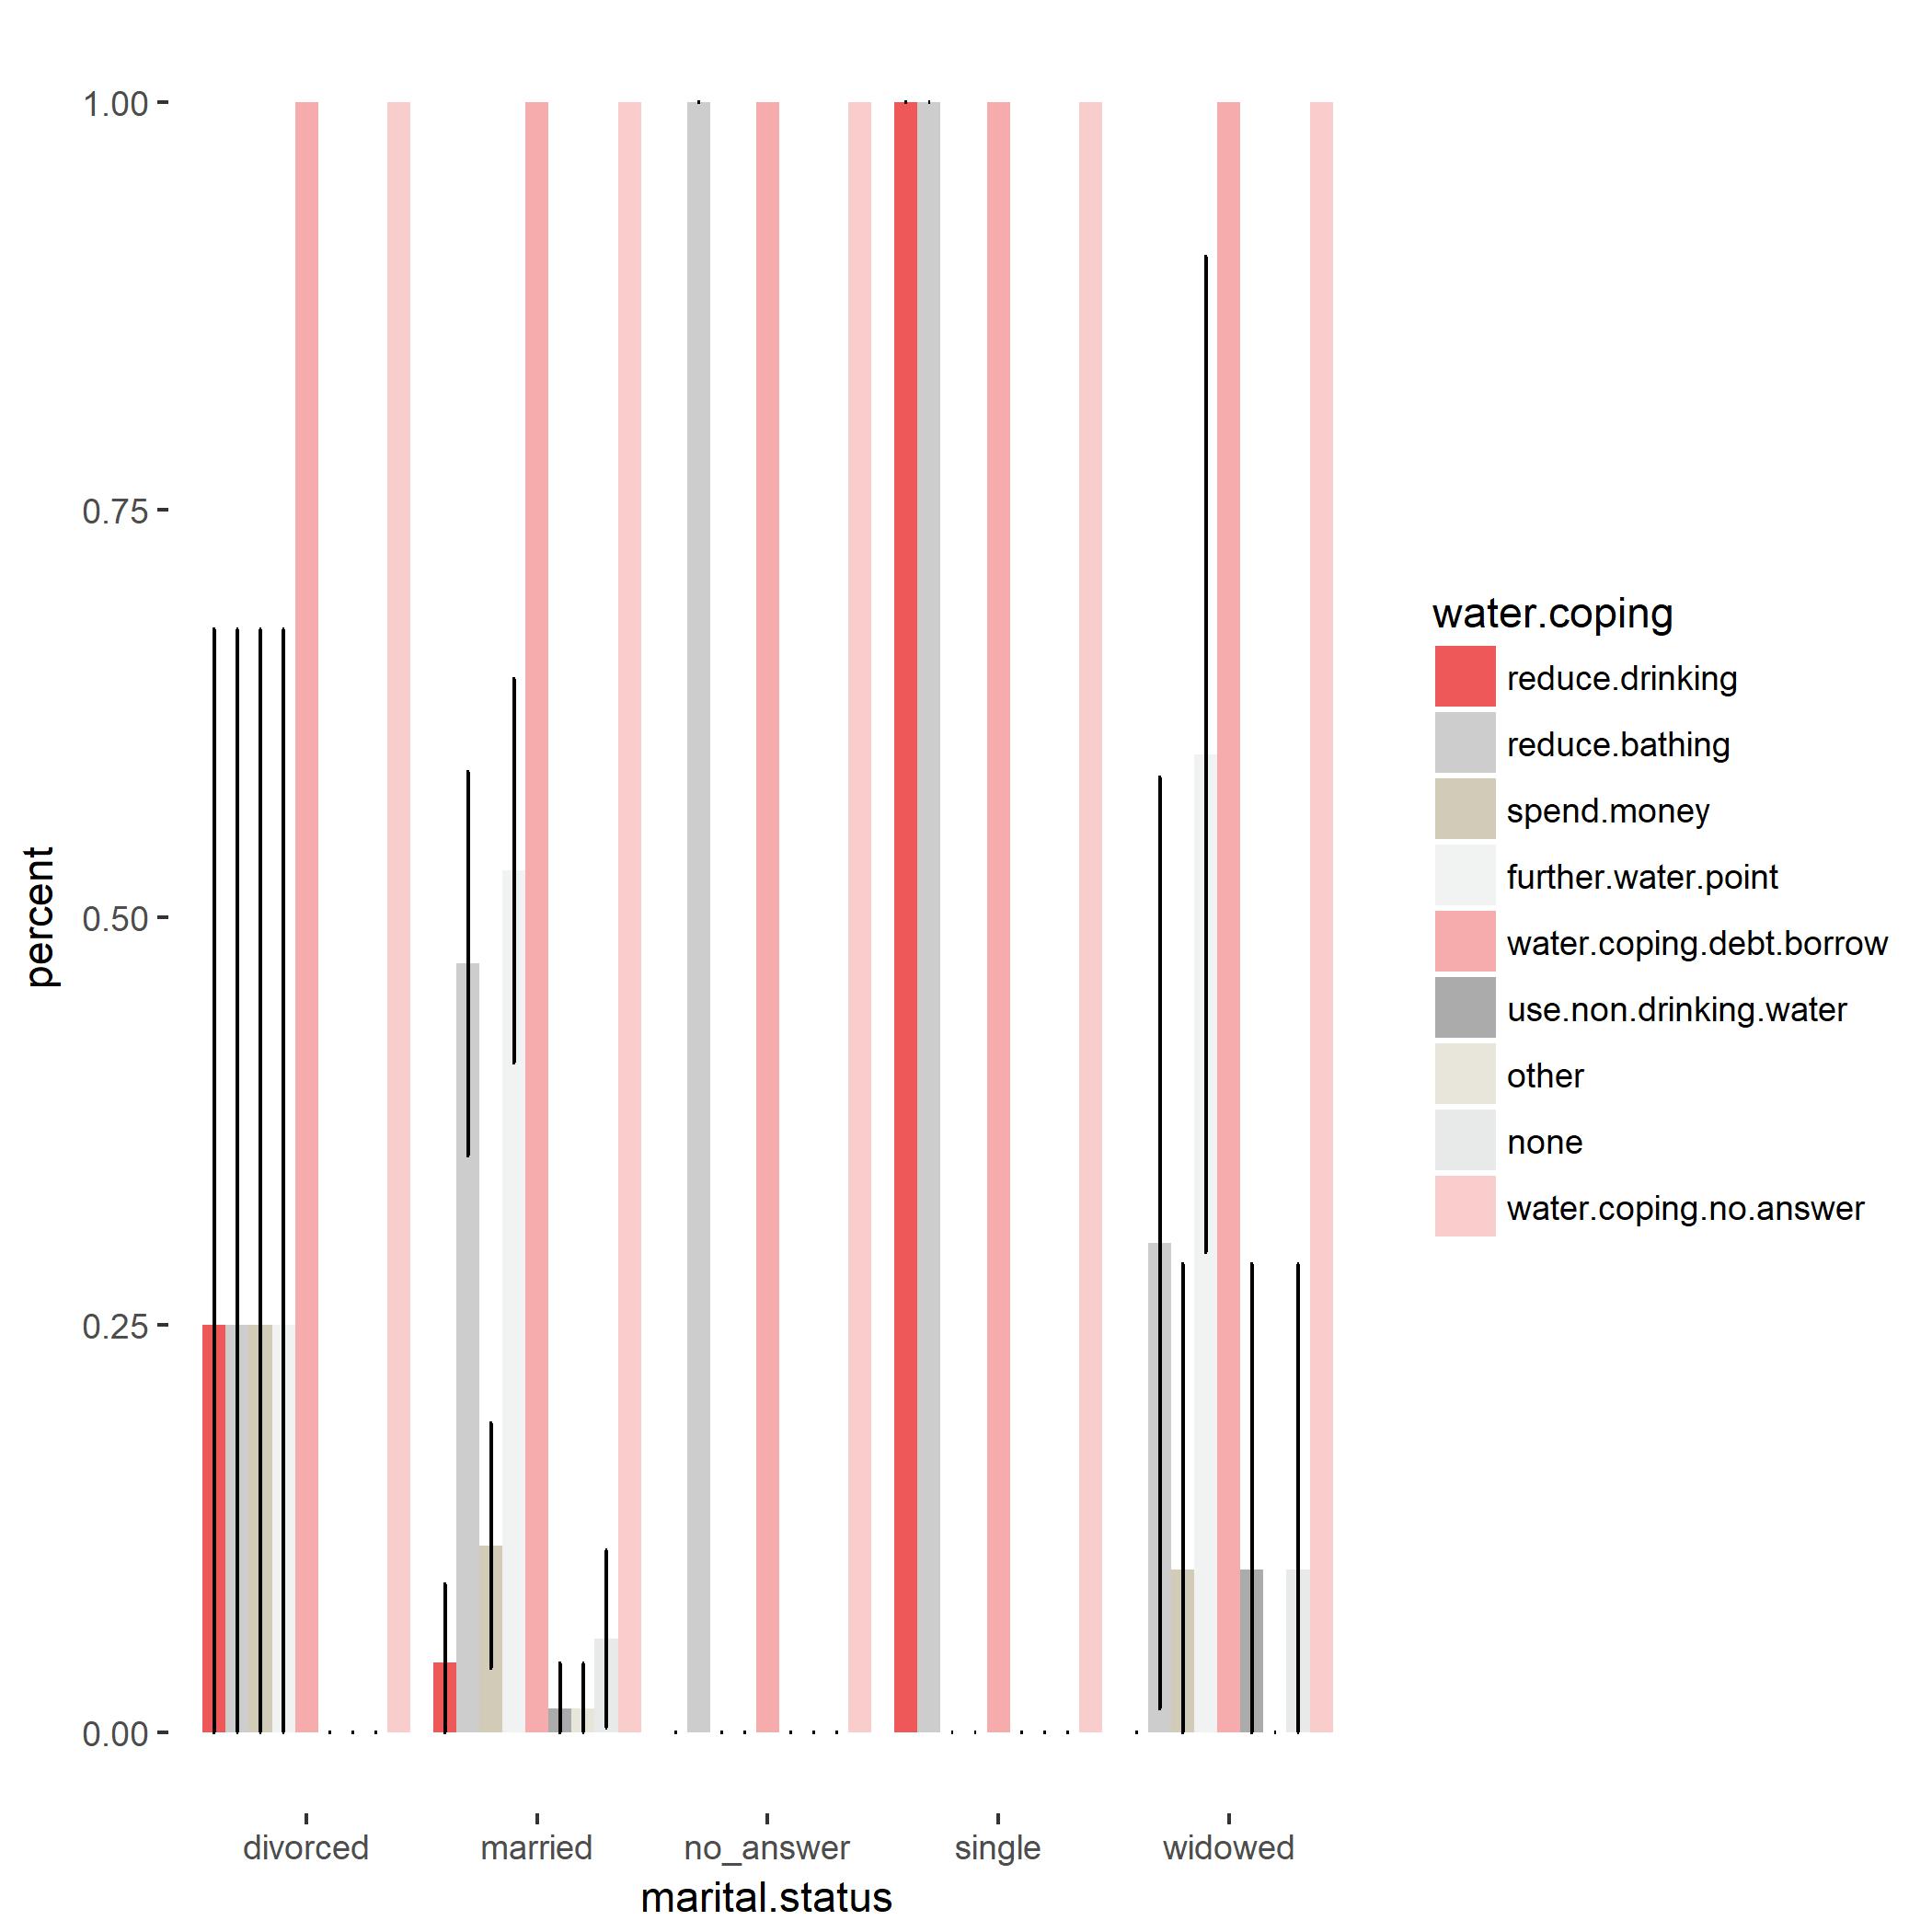 1.00
0.75
0.50
0.25
0.00
percent
divorced
married
no_answer
single
widowed
marital.status
water.coping
reduce.drinking
reduce.bathing
spend.money
further.water.point
water.coping.debt.borrow
use.non.drinking.water
other
none
water.coping.no.answer